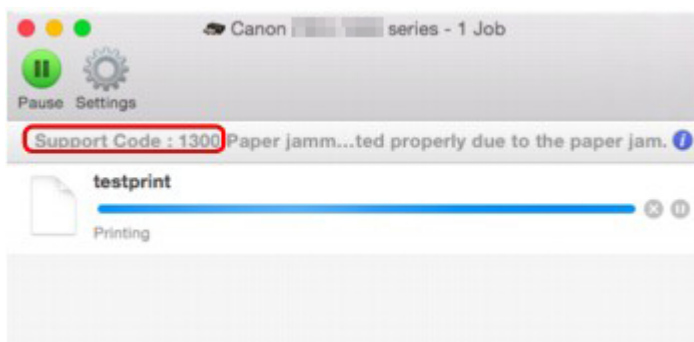 Canon series - 1 Job
Pause Settings
Support Code : 1300 Paper jamm...ted properly due to the paper jam.
testprint
Printing